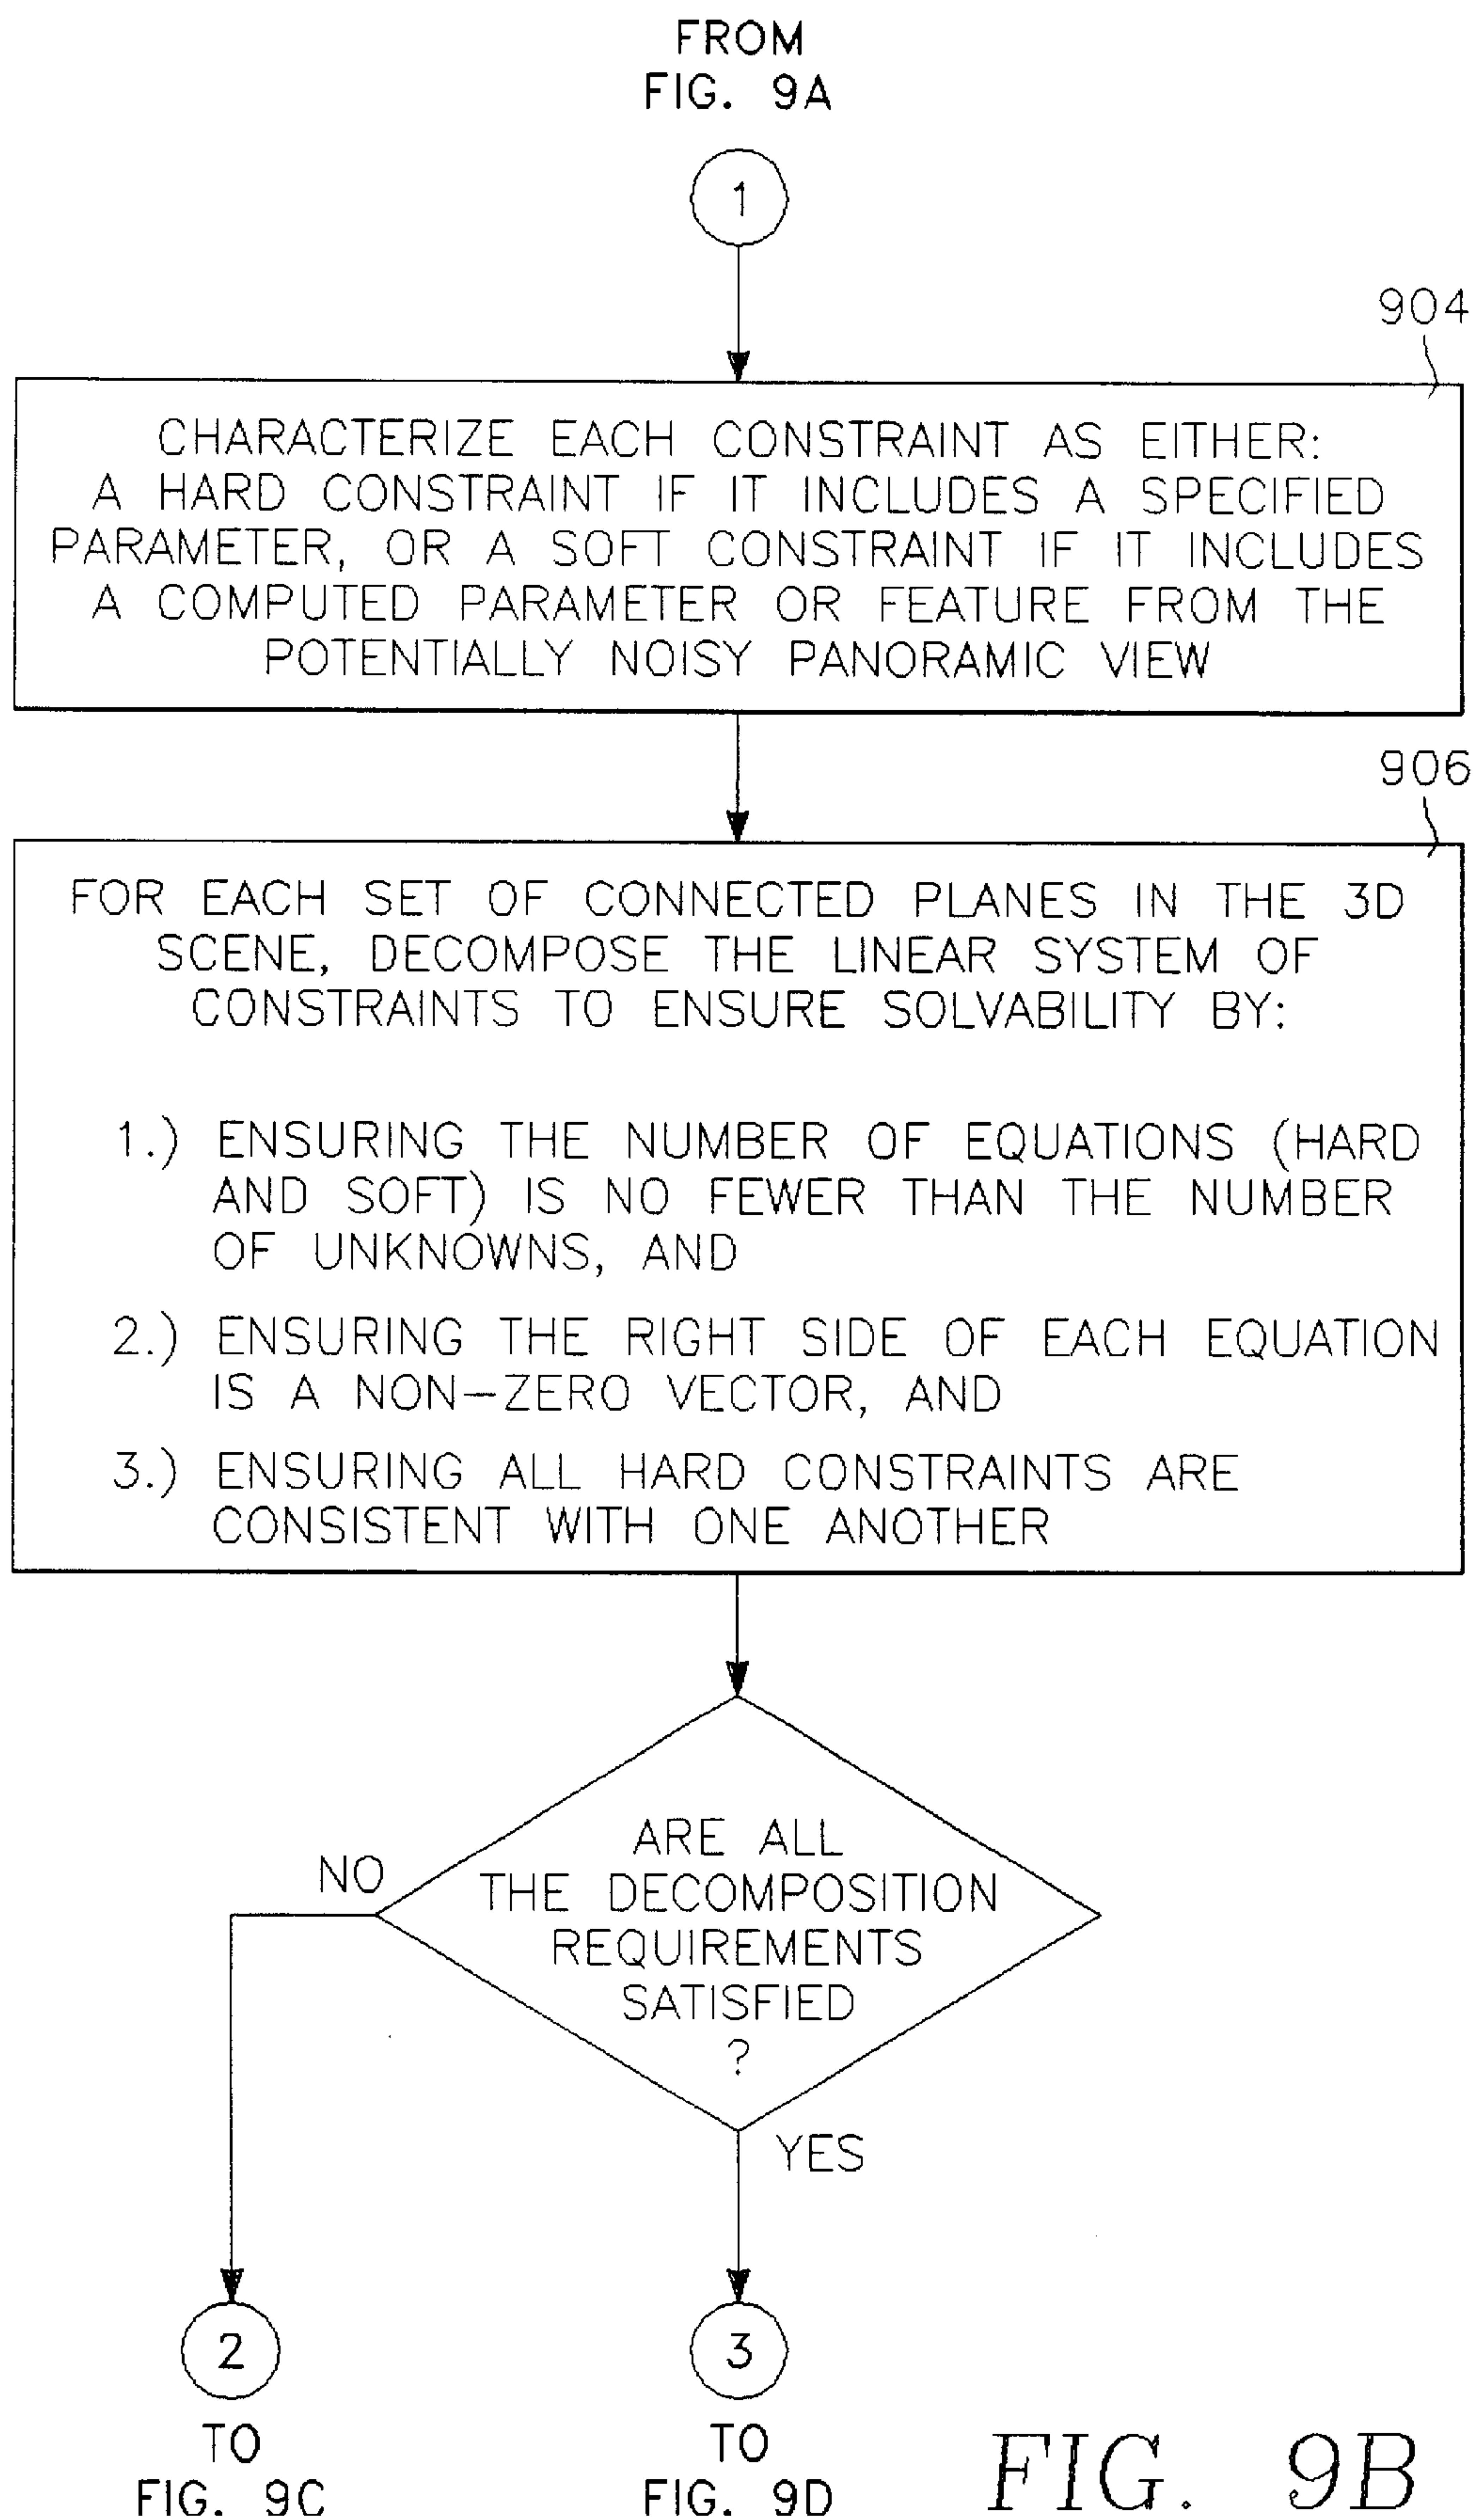 FROM
FIG. 9A
1
904
CHARACTERIZE EACH CONSTRAINT AS EITHER:
A HARD CONSTRAINT IF IT INCLUDES A SPECIFIED
PARAMETER, OR A SOFT CONSTRAINT IF IT INCLUDES
A COMPUTED PARAMETER OR FEATURE FROM THE
POTENTIALLY NOISY PANORAMIC VIEW
906
FOR EACH SET OF CONNECTED PLANES IN THE 3D
SCENE, DECOMPOSE THE LINEAR SYSTEM OF
CONSTRAINTS TO ENSURE SOLVABILITY BY:
1.) ENSURING THE NUMBER OF EQUATIONS (HARD
AND SOFT) IS NO FEWER THAN THE NUMBER
OF UNKNOWNS, AND
2.) ENSURING THE RIGHT SIDE OF EACH EQUATION
IS A NON-ZERO VECTOR, AND
3.) ENSURING ALL HARD CONSTRAINTS ARE
CONSISTENT WITH ONE ANOTHER
ARE ALL
THE DECOMPOSITION
REQUIREMENTS
SATISFIED
?
NO
YES
2
TO
FIG. 9C
3
TO
FIG. 9D
FIG. 9B